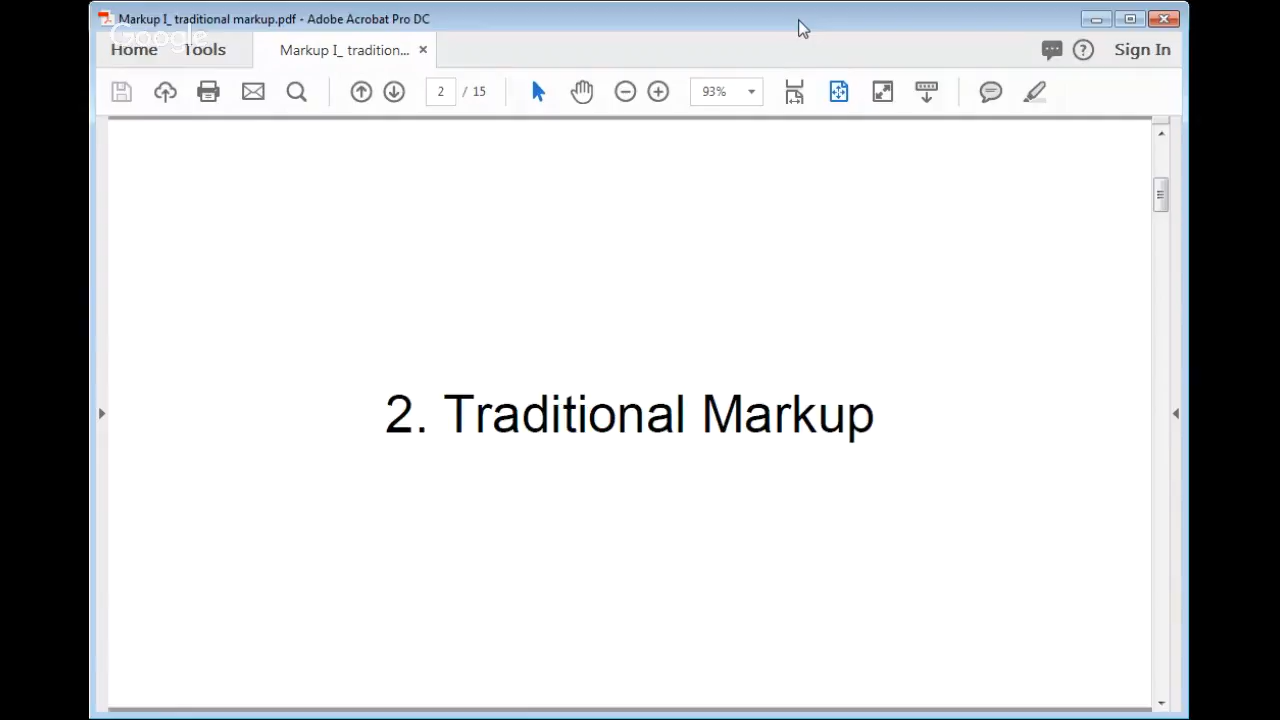 Markup I_ traditional markup.pdf - Adobe Acrobat Pro DC
Google
Home Tools Markup I_ tradition... × Sign In
2 / 15 93%
2. Traditional Markup